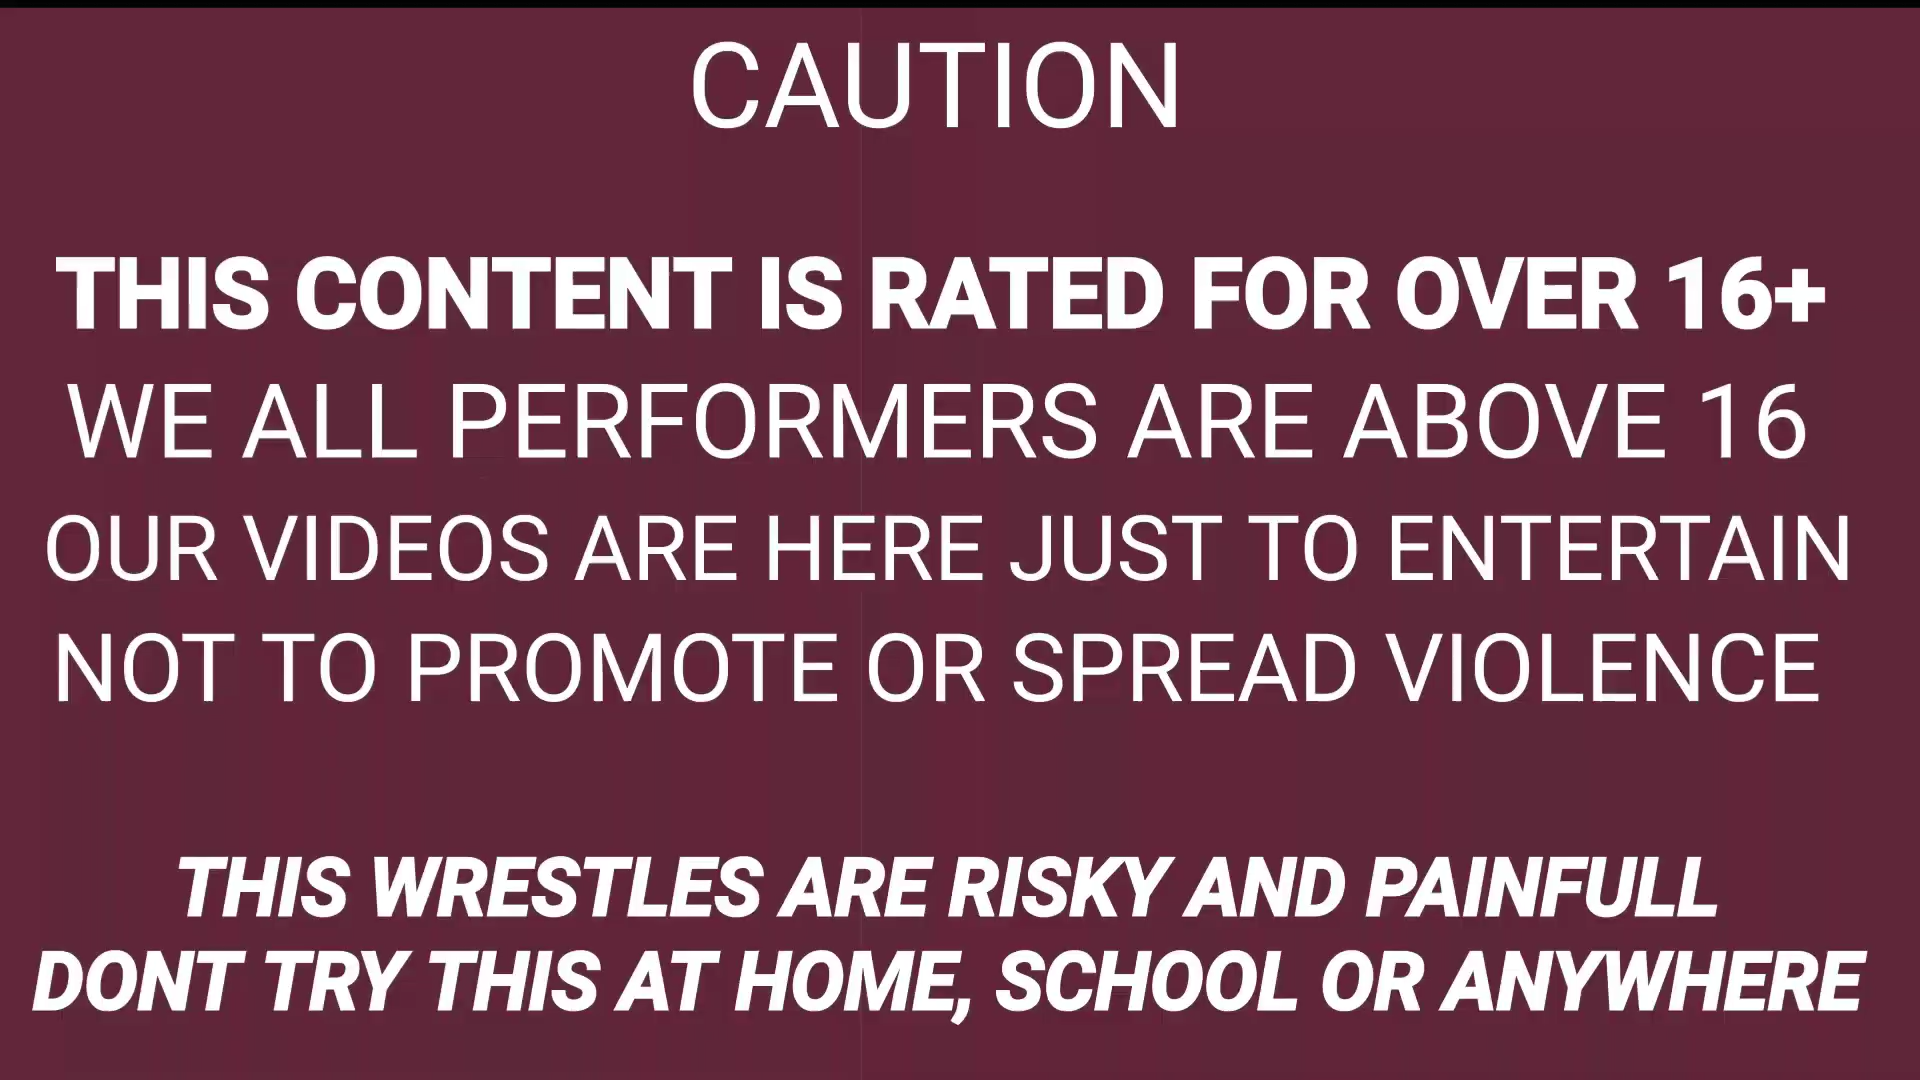 CAUTION
THIS CONTENT IS RATED FOR OVER 16+
WE ALL PERFORMERS ARE ABOVE 16
OUR VIDEOS ARE HERE JUST TO ENTERTAIN
NOT TO PROMOTE OR SPREAD VIOLENCE
THIS WRESTLES ARE RISKY AND PAINFULL
DONT TRY THIS AT HOME, SCHOOL OR ANYWHERE